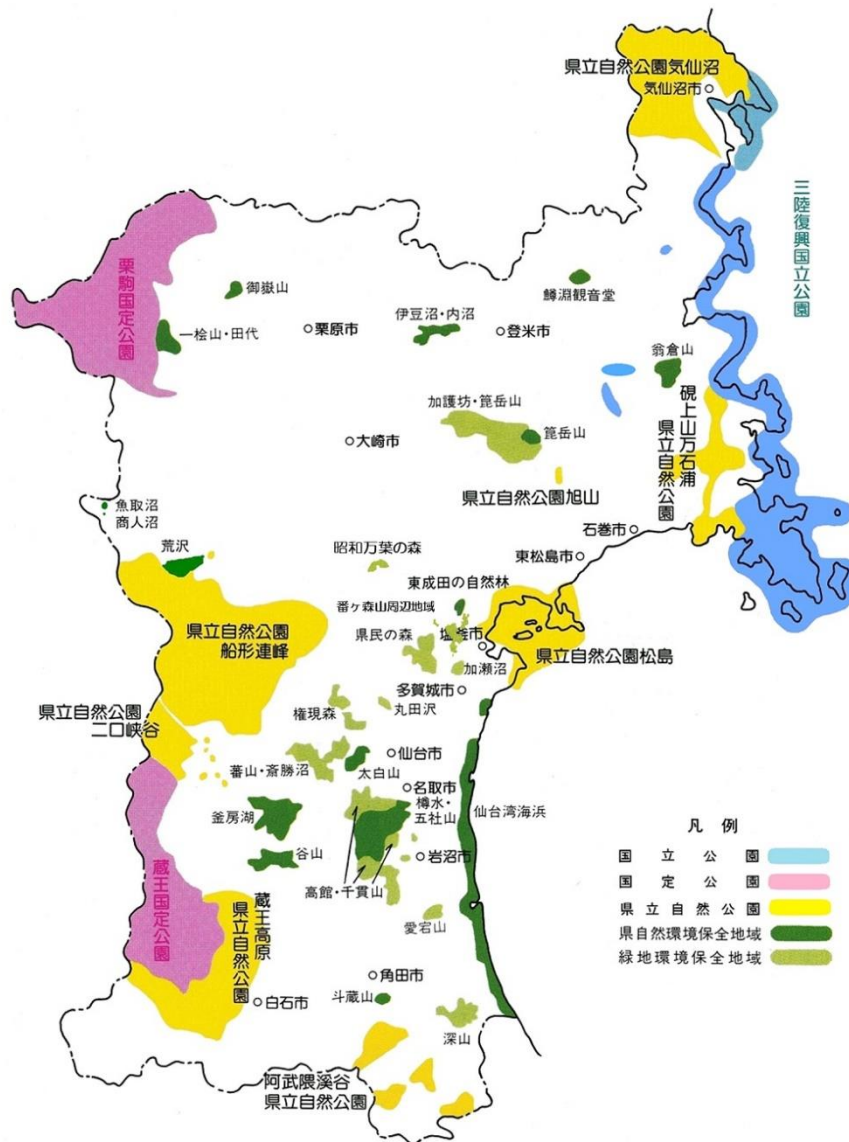 県立自然公園気仙沼
気仙沼市
三陸復興国立公園
栗駒国定公園
御嶽山
一桧山・田代
栗原市
伊豆沼・内沼
登米市
鱒淵観音堂
翁倉山
加護坊・箆岳山
箆岳山
大崎市
硯上山万石浦
県立自然公園
県立自然公園旭山
魚取沼
商人沼
石巻市
荒沢
昭和万葉の森
東松島市
東成田の自然林
番ヶ森山周辺地域
県立自然公園
船形連峰
県民の森
塩釜市
県立自然公園松島
加瀬沼
多賀城市
県立自然公園
二口峡谷
権現森
丸田沢
仙台市
蕃山・斎勝沼
太白山
名取市
樽水・
五社山
仙台湾海浜
釜房湖
谷山
岩沼市
高館・千貫山
蔵王国定公園
蔵王高原
県立自然公園
愛宕山
角田市
白石市
斗蔵山
深山
阿武隈渓谷
県立自然公園
凡例
国立公園
国定公園
県立自然公園
県自然環境保全地域
緑地環境保全地域